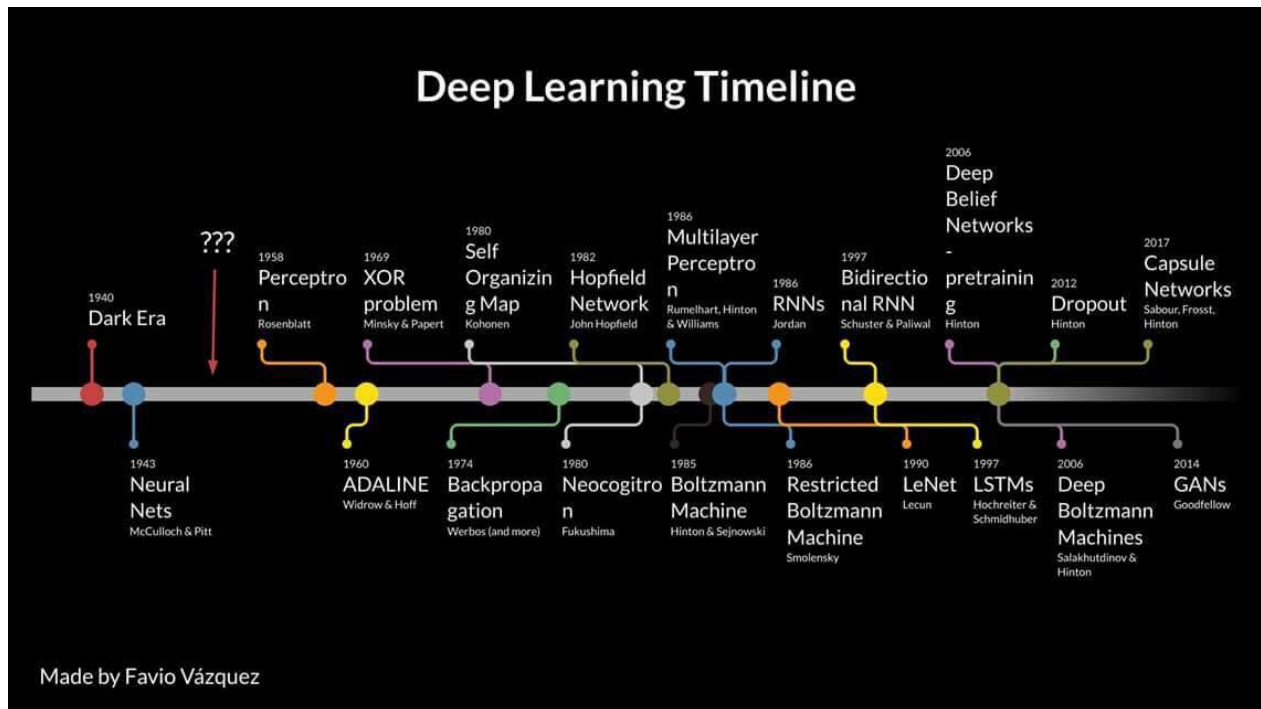 Deep Learning Timeline
???
1940
Dark Era
1958
Perceptro
n
Rosenblatt
1969
XOR
problem
Minsky & Papert
1980
Self
Organizin
g Map
Kohonen
1982
Hopfield
Network
John Hopfield
1986
Multilayer
Perceptro
n
Rumelhart, Hinton
& Williams
1986
RNNs
Jordan
1997
Bidirectio
nal RNN
Schuster & Paliwal
2006
Deep
Belief
Networks
-
pretrainin
g
Hinton
2012
Dropout
Hinton
2017
Capsule
Networks
Sabour, Frosst,
Hinton
1943
Neural
Nets
McCulloch & Pitt
1960
ADALINE
Widrow & Hoff
1974
Backpropa
gation
Werbos (and more)
1980
Neocogitro
n
Fukushima
1985
Boltzmann
Machine
Hinton & Sejnowski
1986
Restricted
Boltzmann
Machine
Smolensky
1990
LeNet
Lecun
1997
LSTMs
Hochreiter &
Schmidhuber
2006
Deep
Boltzmann
Machines
Salakhutdinov &
Hinton
2014
GANs
Goodfellow
Made by Favio Vázquez